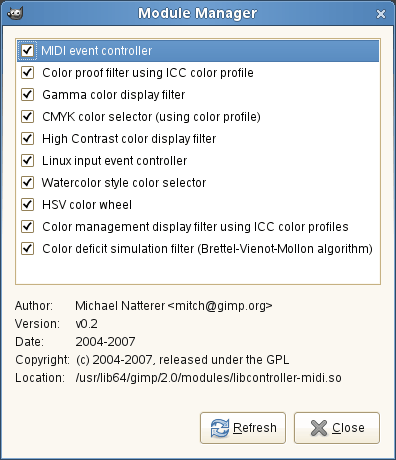 Module Manager
MIDI event controller
Color proof filter using ICC color profile
Gamma color display filter
CMYK color selector (using color profile)
High Contrast color display filter
Linux input event controller
Watercolor style color selector
HSV color wheel
Color management display filter using ICC color profiles
Color deficit simulation filter (Brettel-Vienot-Mollon algorithm)
Author: Michael Natterer <mitch@gimp.org>
Version: v0.2
Date: 2004-2007
Copyright: (c) 2004-2007, released under the GPL
Location: /usr/lib64/gimp/2.0/modules/libcontroller-midi.so
Refresh Close